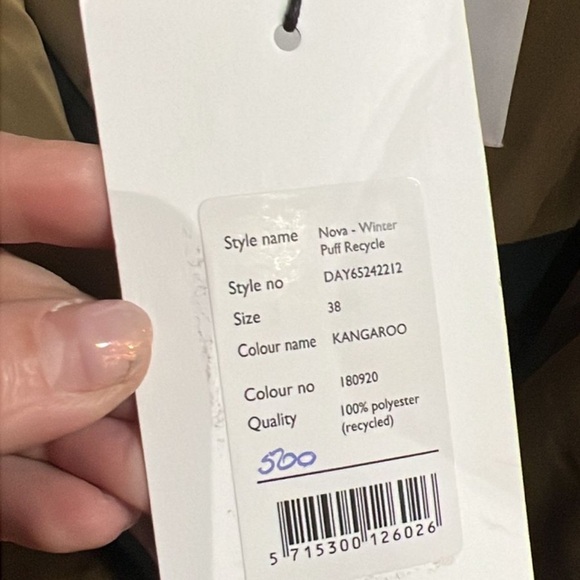 Style name Nova - Winter
Puff Recycle
Style no DAY65242212
Size 38
Colour name KANGAROO
Colour no 180920
Quality 100% polyester
(recycled)
500
5 715300 126026